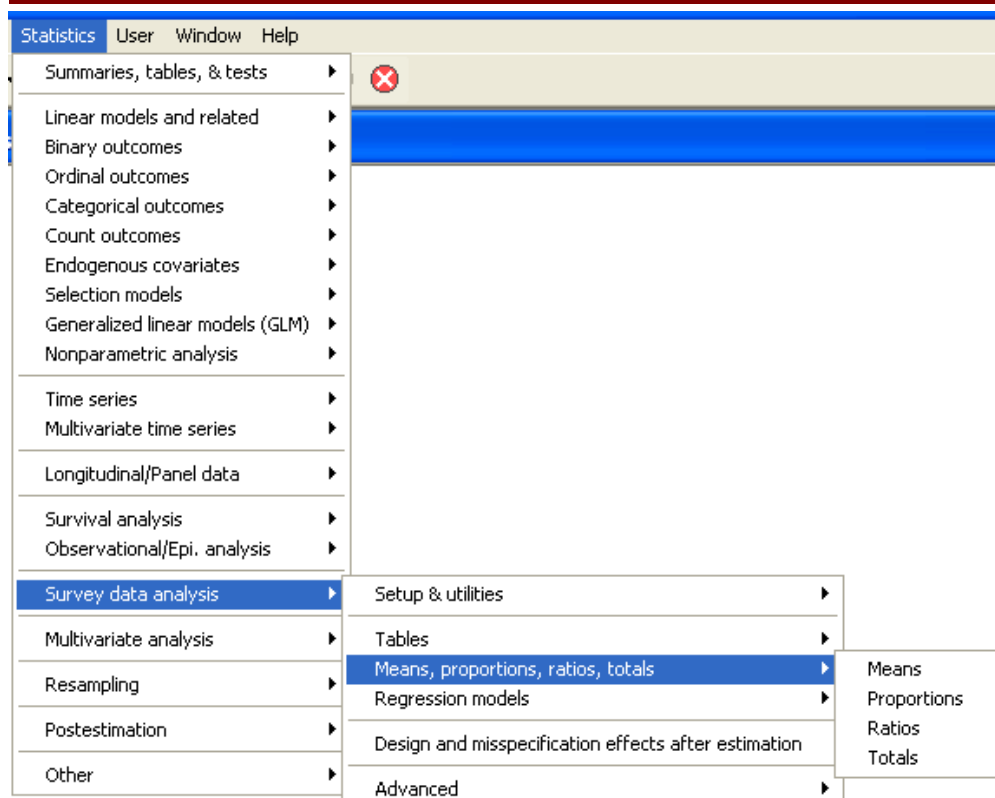 Statistics User Window Help
Summaries, tables, & tests
Linear models and related
Binary outcomes
Ordinal outcomes
Categorical outcomes
Count outcomes
Endogenous covariates
Selection models
Generalized linear models (GLM)
Nonparametric analysis
Time series
Multivariate time series
Longitudinal/Panel data
Survival analysis
Observational/Epi. analysis
Survey data analysis
Multivariate analysis
Resampling
Postestimation
Other
Setup & utilities
Tables
Means, proportions, ratios, totals
Regression models
Design and misspecification effects after estimation
Advanced
Means
Proportions
Ratios
Totals